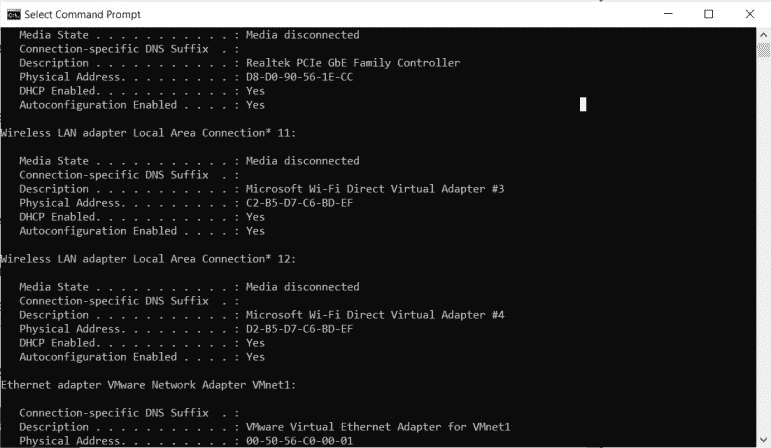 Select Command Prompt
   Media State . . . . . . . . . . . : Media disconnected
   Connection-specific DNS Suffix  . :
   Description . . . . . . . . . . . : Realtek PCIe GbE Family Controller
   Physical Address. . . . . . . . . : D8-D0-90-56-1E-CC
   DHCP Enabled. . . . . . . . . . . : Yes
   Autoconfiguration Enabled . . . . : Yes
Wireless LAN adapter Local Area Connection* 11:
   Media State . . . . . . . . . . . : Media disconnected
   Connection-specific DNS Suffix  . :
   Description . . . . . . . . . . . : Microsoft Wi-Fi Direct Virtual Adapter #3
   Physical Address. . . . . . . . . : C2-B5-D7-C6-BD-EF
   DHCP Enabled. . . . . . . . . . . : Yes
   Autoconfiguration Enabled . . . . : Yes
Wireless LAN adapter Local Area Connection* 12:
   Media State . . . . . . . . . . . : Media disconnected
   Connection-specific DNS Suffix  . :
   Description . . . . . . . . . . . : Microsoft Wi-Fi Direct Virtual Adapter #4
   Physical Address. . . . . . . . . : D2-B5-D7-C6-BD-EF
   DHCP Enabled. . . . . . . . . . . : Yes
   Autoconfiguration Enabled . . . . : Yes
Ethernet adapter VMware Network Adapter VMnet1:
   Connection-specific DNS Suffix  . :
   Description . . . . . . . . . . . : VMware Virtual Ethernet Adapter for VMnet1
   Physical Address. . . . . . . . . : 00-50-56-C0-00-01